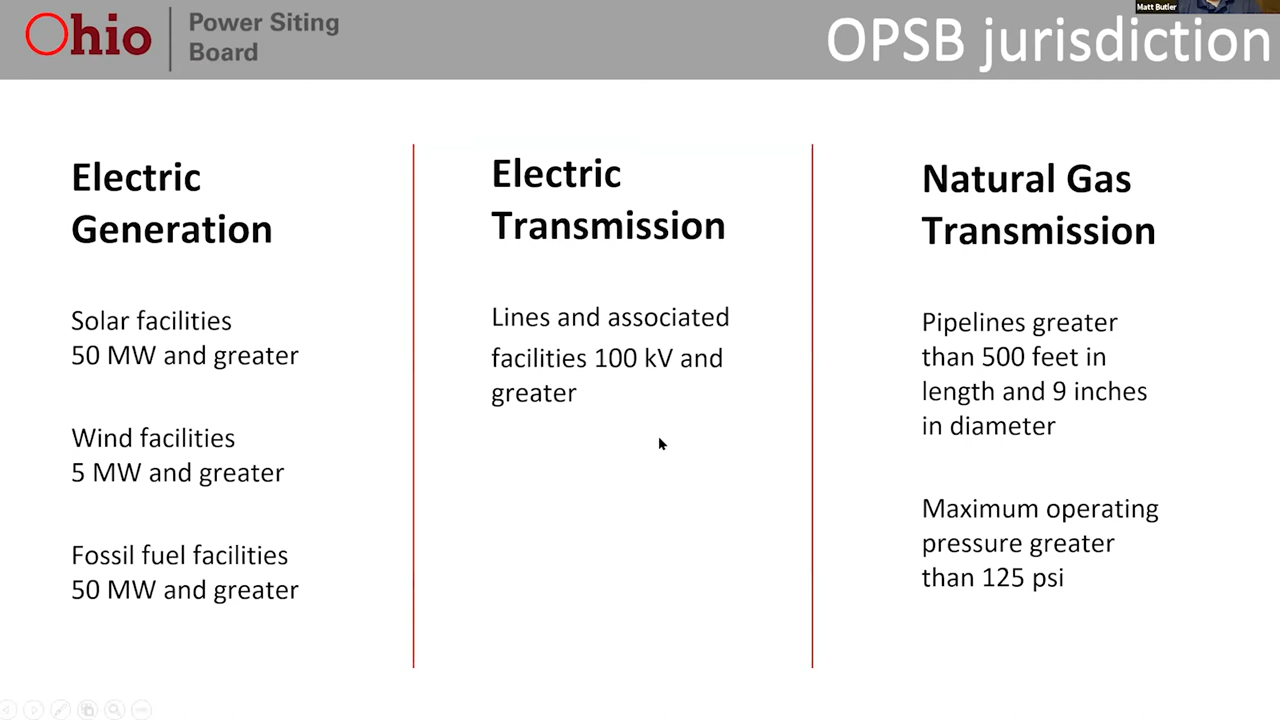 Ohio
Power Siting
Board
OPSB jurisdiction
Matt Butler
Electric
Generation
Solar facilities
50 MW and greater
Wind facilities
5 MW and greater
Fossil fuel facilities
50 MW and greater
Electric
Transmission
Lines and associated
facilities 100 kV and
greater
Natural Gas
Transmission
Pipelines greater
than 500 feet in
length and 9 inches
in diameter
Maximum operating
pressure greater
than 125 psi